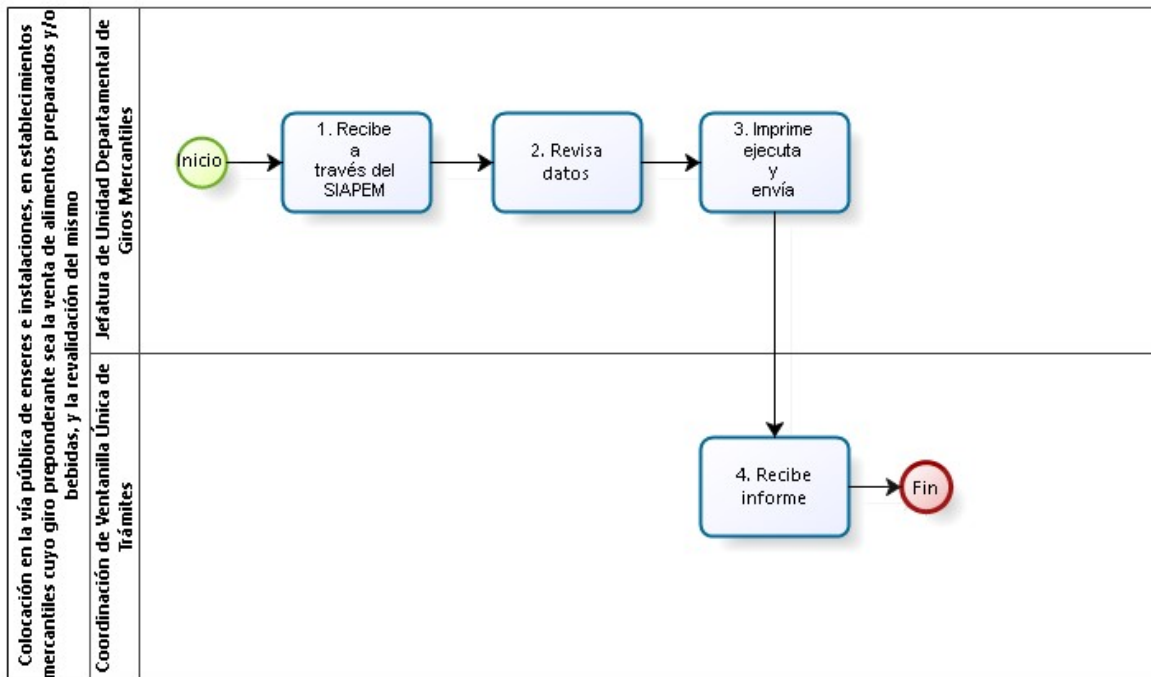 Colocación en la vía pública de enseres e instalaciones, en establecimientos
mercantiles cuyo giro preponderante sea la venta de alimentos preparados y/o
bebidas, y la revalidación del mismo
Jefatura de Unidad Departamental de
Giros Mercantiles
Inicio
1. Recibe
a
través del
SIAPEM
2. Revisa
datos
3. Imprime
ejecuta
y
envía
Coordinación de Ventanilla Única de
Trámites
4. Recibe
informe
Fin